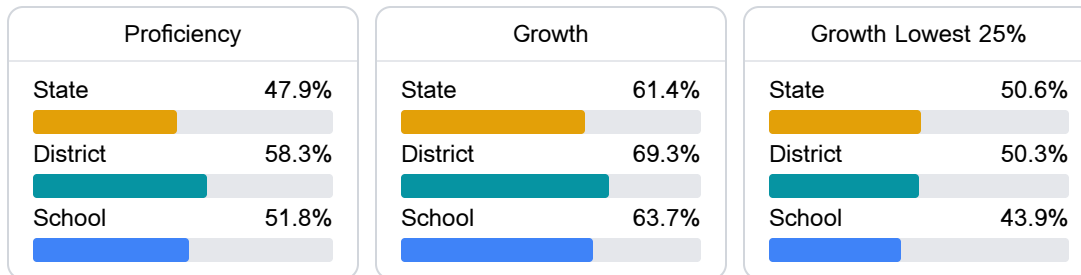 Proficiency
State 47.9%
District 58.3%
School 51.8%
Growth
State 61.4%
District 69.3%
School 63.7%
Growth Lowest 25%
State 50.6%
District 50.3%
School 43.9%